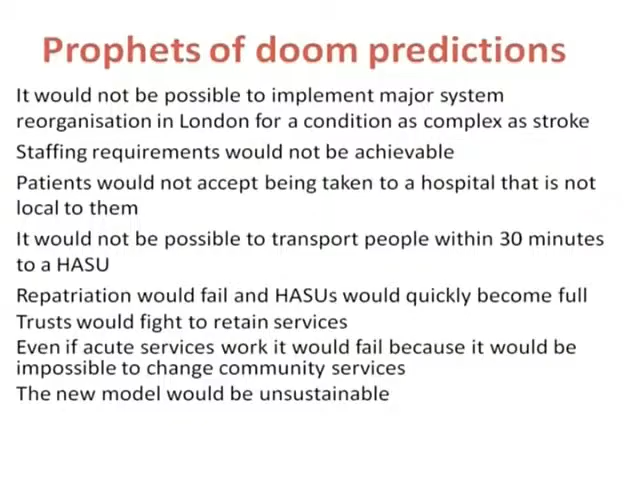 Prophets of doom predictions
It would not be possible to implement major system
reorganisation in London for a condition as complex as stroke
Staffing requirements would not be achievable
Patients would not accept being taken to a hospital that is not
local to them
It would not be possible to transport people within 30 minutes
to a HASU
Repatriation would fail and HASUs would quickly become full
Trusts would fight to retain services
Even if acute services work it would fail because it would be
impossible to change community services
The new model would be unsustainable